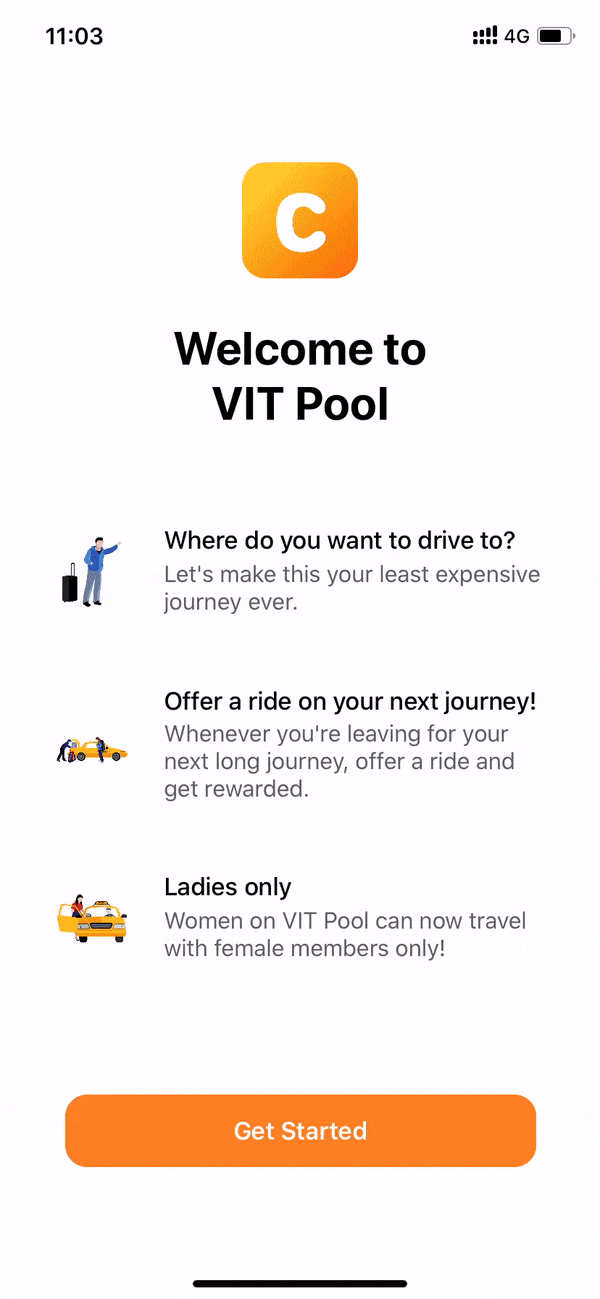 11:03
4G
C
Welcome to
VIT Pool
Where do you want to drive to?
Let's make this your least expensive
journey ever.
Offer a ride on your next journey!
Whenever you're leaving for your
next long journey, offer a ride and
get rewarded.
Ladies only
Women on VIT Pool can now travel
with female members only!
Get Started